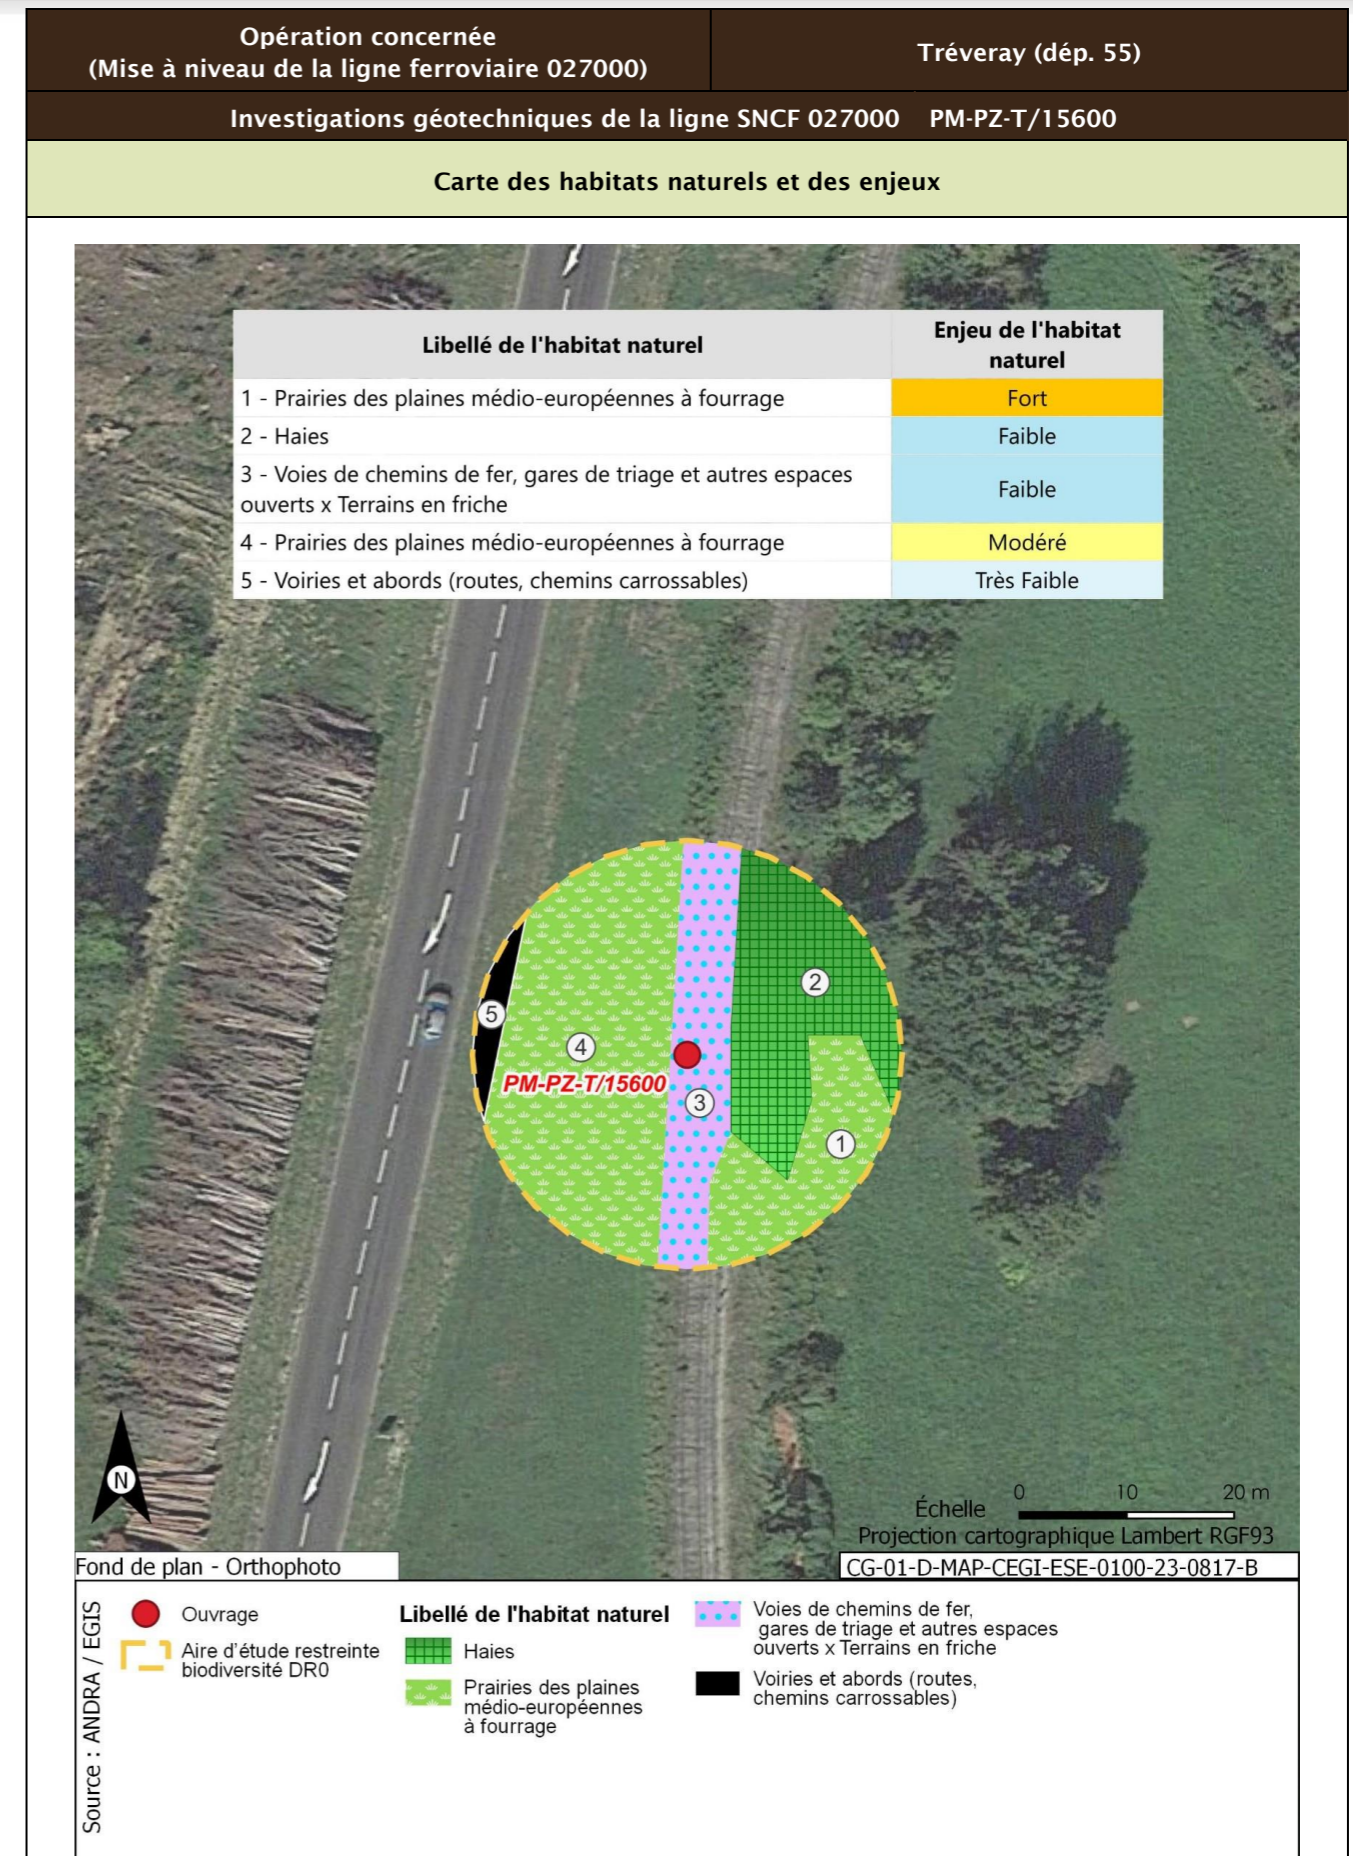 Opération concernée
(Mise à niveau de la ligne ferroviaire 027000)
Tréveray (dép. 55)
Investigations géotechniques de la ligne SNCF 027000 PM-PZ-T/15600
Carte des habitats naturels et des enjeux
Libellé de l'habitat naturel
Enjeu de l'habitat
naturel
1 - Prairies des plaines médio-européennes à fourrage
Fort
2 - Haies
Faible
3 - Voies de chemins de fer, gares de triage et autres espaces
ouverts x Terrains en friche
Faible
4 - Prairies des plaines médio-européennes à fourrage
Modéré
5 - Voiries et abords (routes, chemins carrossables)
Très Faible
2
5
4
PM-PZ-T/15600
3
1
N
0 10 20 m
Échelle
Projection cartographique Lambert RGF93
Fond de plan - Orthophoto
CG-01-D-MAP-CEGI-ESE-0100-23-0817-B
Source : ANDRA / EGIS
Ouvrage
Aire d'étude restreinte
biodiversité DR0
Libellé de l'habitat naturel
Haies
Prairies des plaines
médio-européennes
à fourrage
Voies de chemins de fer,
gares de triage et autres espaces
ouverts x Terrains en friche
Voiries et abords (routes,
chemins carrossables)